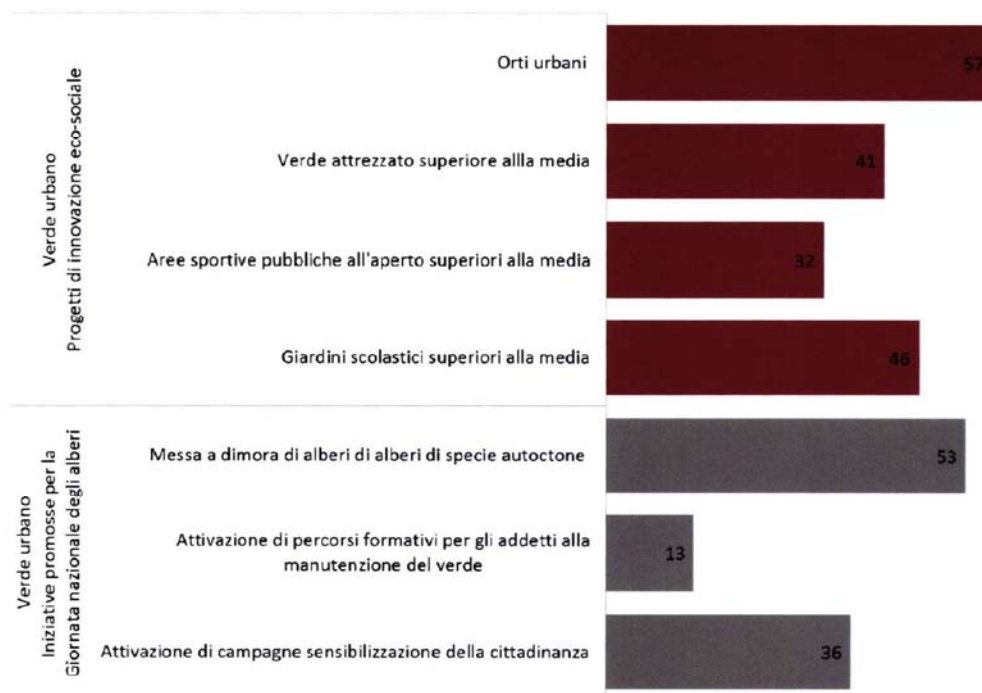 Verde urbano
Progetti di innovazione eco-sociale
Orti urbani
57
Verde attrezzato superiore allla media
41
Aree sportive pubbliche all'aperto superiori alla media
32
Giardini scolastici superiori alla media
46
Verde urbano
Iniziative promosse per la
Giornata nazionale degli alberi
Messa a dimora di alberi di alberi di specie autoctone
53
Attivazione di percorsi formativi per gli addetti alla
manutenzione del verde
13
Attivazione di campagne sensibilizzazione della cittadinanza
36